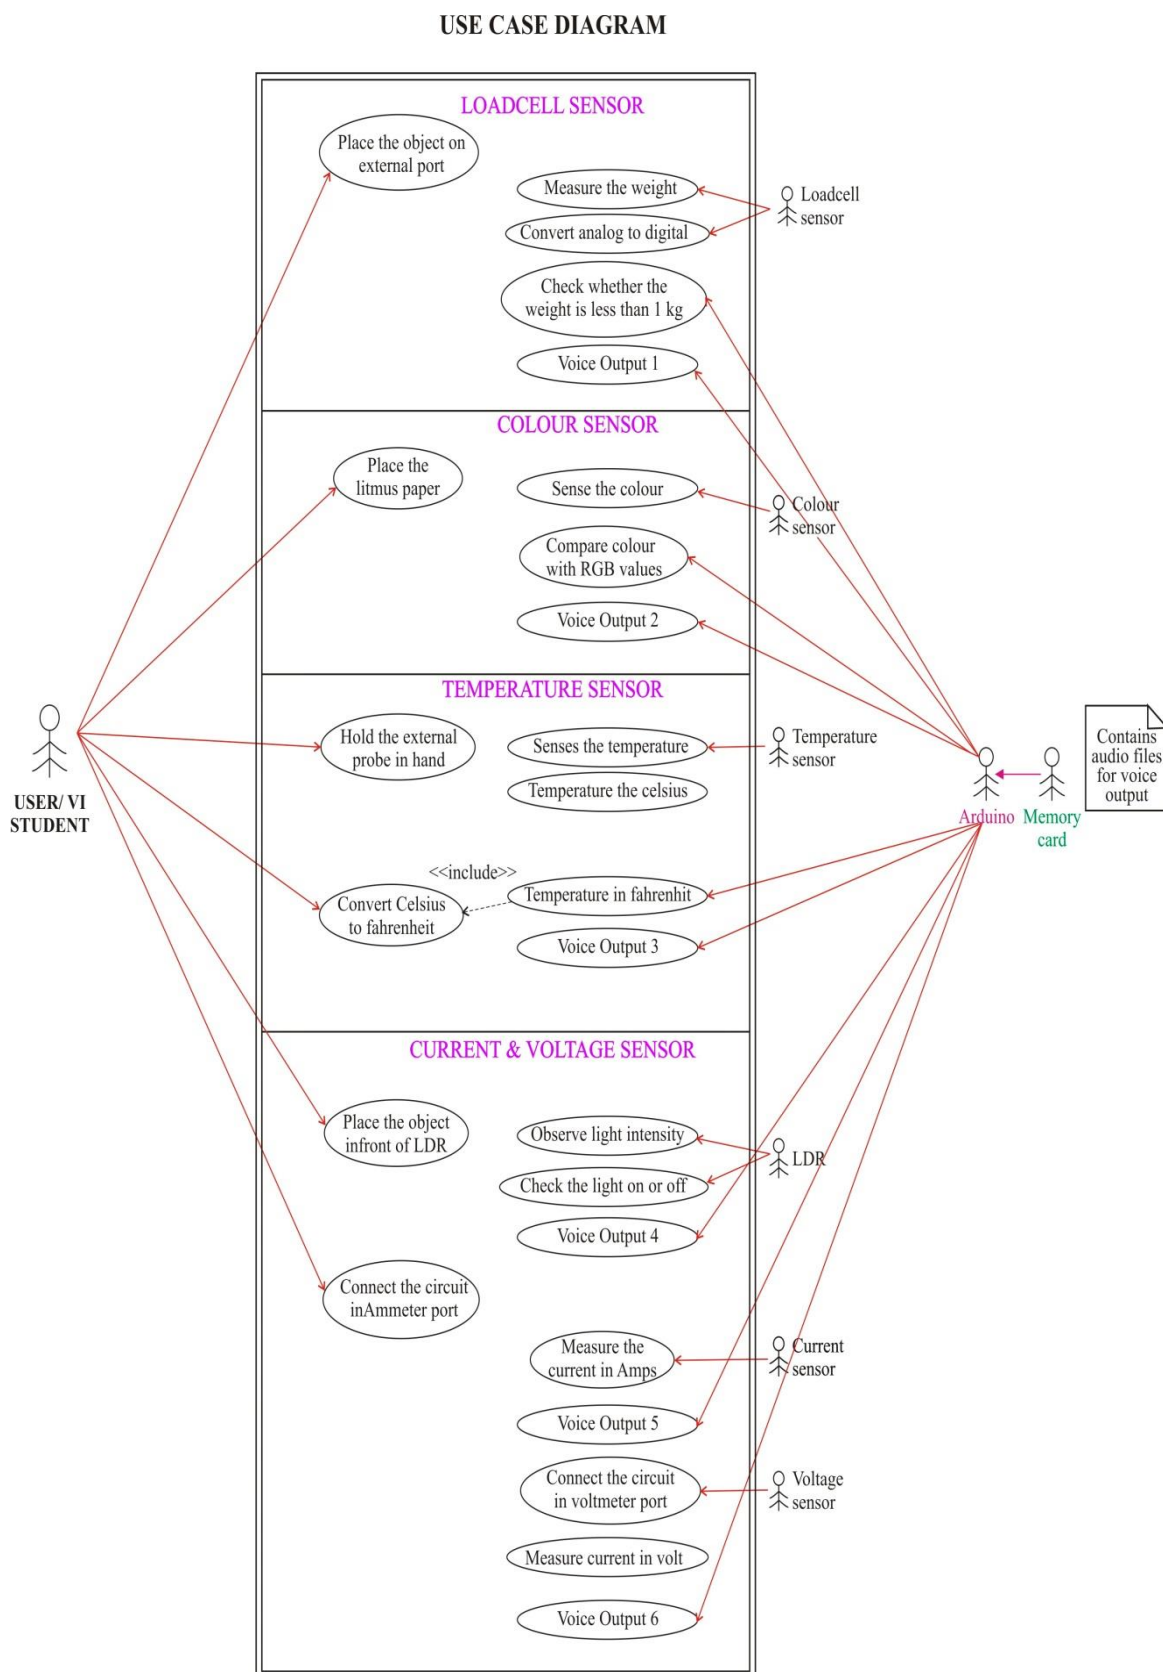 USE CASE DIAGRAM
LOADCELL SENSOR
Place the object on
external port
Measure the weight
Convert analog to digital
Check whether the
weight is less than 1 kg
Voice Output 1
Loadcell
sensor
COLOUR SENSOR
Place the
litmus paper
Sense the colour
Compare colour
with RGB values
Voice Output 2
Colour
sensor
TEMPERATURE SENSOR
Hold the external
probe in hand
Senses the temperature
Temperature the celsius
Temperature
sensor
USER/ VI
STUDENT
Contains
audio files
for voice
output
Arduino
Memory
card
<<include>>
Convert Celsius
to fahrenheit
Temperature in fahrenhit
Voice Output 3
CURRENT & VOLTAGE SENSOR
Place the object
infront of LDR
Observe light intensity
Check the light on or off
Voice Output 4
LDR
Connect the circuit
inAmmeter port
Measure the
current in Amps
Current
sensor
Voice Output 5
Connect the circuit
in voltmeter port
Voltage
sensor
Measure current in volt
Voice Output 6